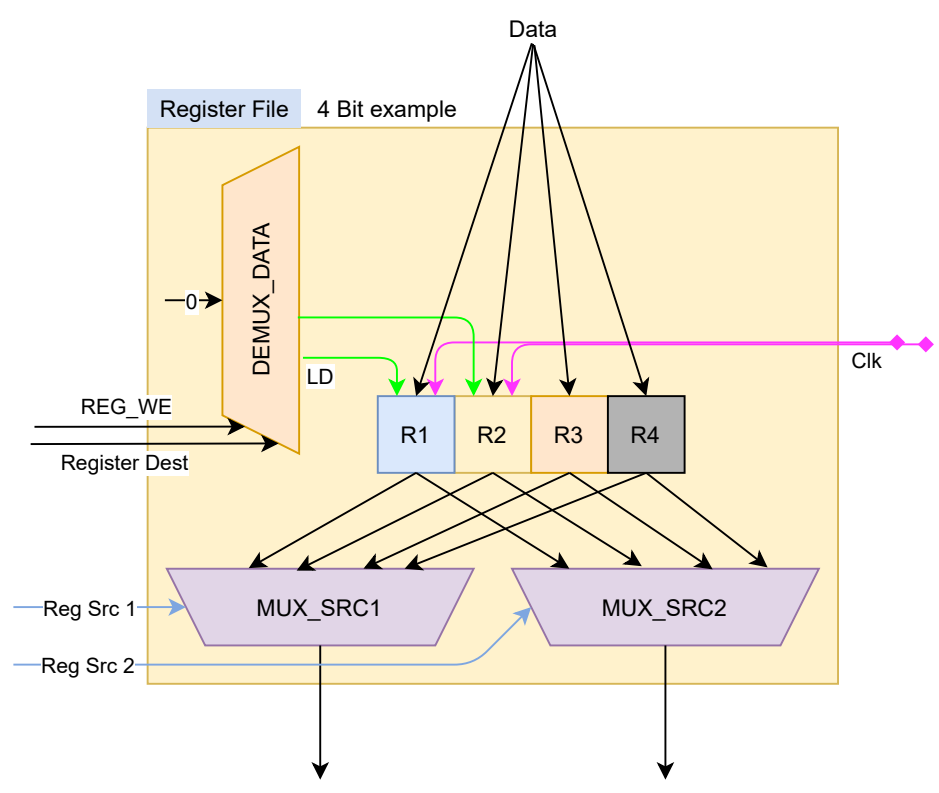 Data
Register File
4 Bit example
DEMUX_DATA
0
Clk
LD
REG_WE
Register Dest
R1
R2
R3
R4
Reg Src 1
MUX_SRC1
MUX_SRC2
Reg Src 2